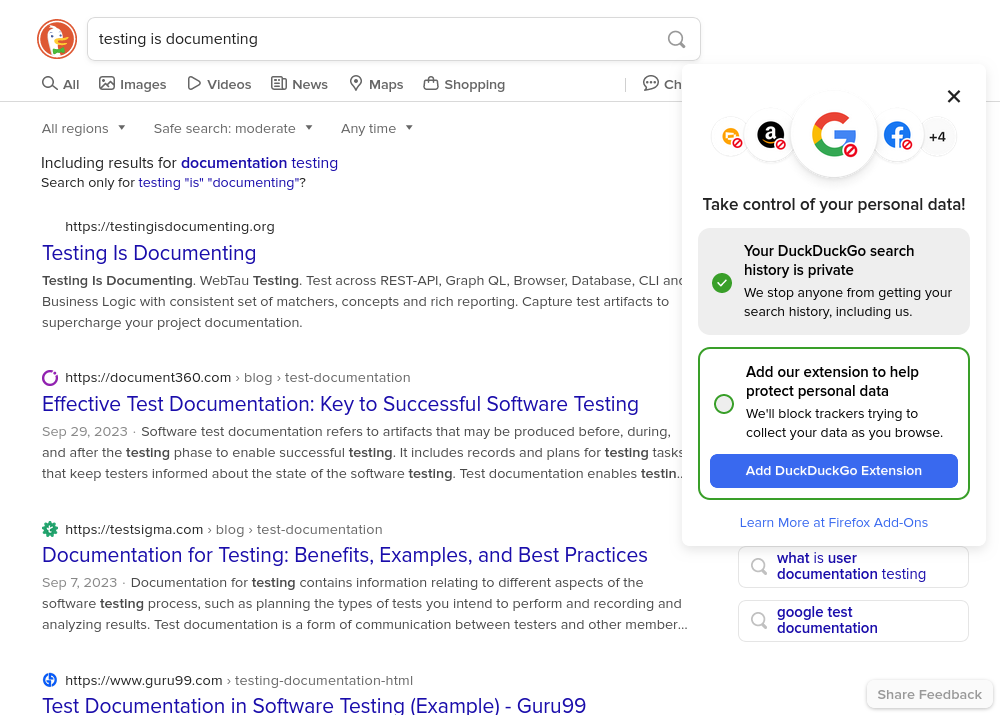 testing is documenting
All
Images
Videos
News
Maps
Shopping
Ch
All regions
Safe search: moderate
Any time
Including results for documentation testing
Search only for testing "is" "documenting"?
https://testingisdocumenting.org
Testing Is Documenting
Testing Is Documenting. WebTau Testing. Test across REST-API, Graph QL, Browser, Database, CLI and
Business Logic with consistent set of matchers, concepts and rich reporting. Capture test artifacts to
supercharge your project documentation.
https://document360.com › blog › test-documentation
Effective Test Documentation: Key to Successful Software Testing
Sep 29, 2023 · Software test documentation refers to artifacts that may be produced before, during,
and after the testing phase to enable successful testing. It includes records and plans for testing tasks
that keep testers informed about the state of the software testing. Test documentation enables testin...
https://testsigma.com › blog › test-documentation
Documentation for Testing: Benefits, Examples, and Best Practices
Sep 7, 2023 · Documentation for testing contains information relating to different aspects of the
software testing process, such as planning the types of tests you intend to perform and recording and
analyzing results. Test documentation is a form of communication between testers and other member...
https://www.guru99.com › testing-documentation-html
Test Documentation in Software Testing (Example) - Guru99
+4
Take control of your personal data!
Your DuckDuckGo search
history is private
We stop anyone from getting your
search history, including us.
Add our extension to help
protect personal data
We'll block trackers trying to
collect your data as you browse.
Add DuckDuckGo Extension
Learn More at Firefox Add-Ons
what is user
documentation testing
google test
documentation
Share Feedback